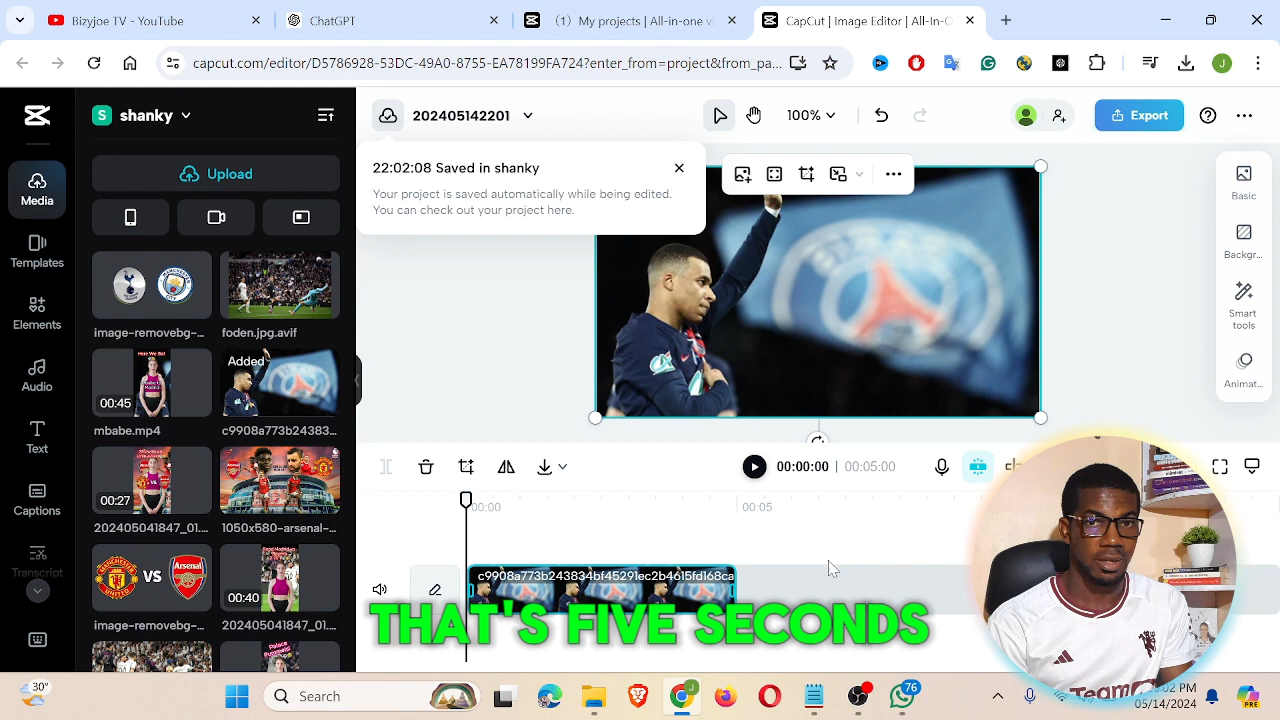 BT - Bizyjoe - YouTube
ChatGPT
(1) My projects | All-in-one vi
CapCut | Image Editor | All-In-O
capcut.com/editor/D5786928-53DC-49A0-8755-EA78199FA724?enter_from=project&from_pa...
J
S shanky
202405142201
100%
Export
Upload
22:02:08 Saved in shanky
Your project is saved automatically while being edited.
You can check out your project here.
Media
Templates
Elements
Audio
Text
Captions
Transcript
image-removebg-...
foden.jpg.avif
Added
00:45
mbabe.mp4
c9908a773b24383...
00:27
202405041847_01....
1050x580-arsenal-...
VS
00:40
202405041847_01....
Basic
Backgr...
Smart
tools
Animat...
00:00:00 | 00:05:00
00:00
00:05
c9908a773b243834bf45291ec2b4615fd168ca
THAT'S FIVE SECONDS
30°
Search
J
76
05/14/2024
PRE